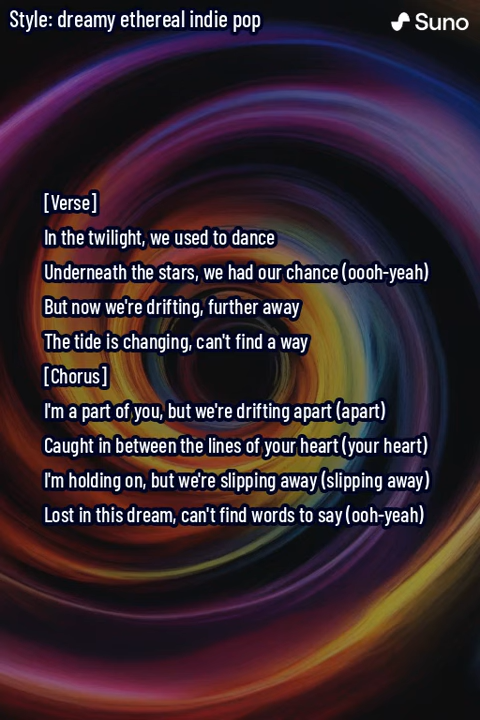 Style: dreamy ethereal indie pop
Suno
[Verse]
In the twilight, we used to dance
Underneath the stars, we had our chance (oooh-yeah)
But now we're drifting, further away
The tide is changing, can't find a way
[Chorus]
I'm a part of you, but we're drifting apart (apart)
Caught in between the lines of your heart (your heart)
I'm holding on, but we're slipping away (slipping away)
Lost in this dream, can't find words to say (ooh-yeah)